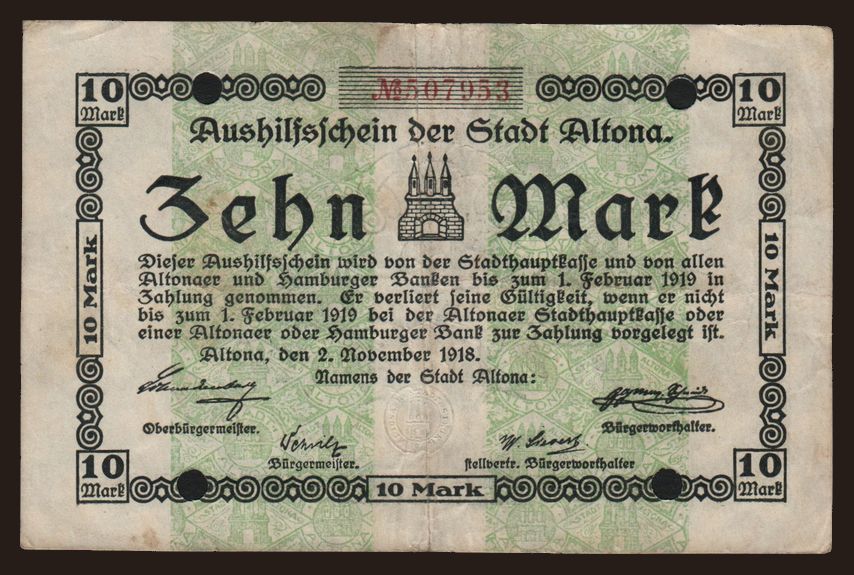 10 Mark
№507953
10 Mark
Aushilfsschein der Stadt Altona.
Zehn Mark
Dieser Aushilfsschein wird von der Stadthauptkasse und von allen
Altonaer und Hamburger Banken bis zum 1. Februar 1919 in
Zahlung genommen. Er verliert seine Gültigkeit, wenn er nicht
bis zum 1. Februar 1919 bei der Altonaer Stadthauptkasse oder
einer Altonaer oder Hamburger Bank zur Zahlung vorgelegt ist.
Altona, den 2. November 1918.
Namens der Stadt Altona:
Oberbürgermeister.
Bürgerworthalter.
W. Sievert
Bürgermeister.
stellvertr. Bürgerworthalter
10 Mark
10 Mark
10 Mark
10 Mark
10 Mark